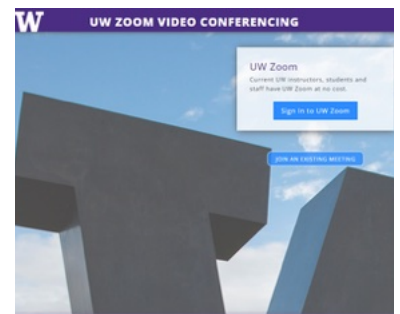 W UW ZOOM VIDEO CONFERENCING
UW Zoom
Current UW instructors, students and
staff have UW Zoom at no cost.
Sign in to UW Zoom
JOIN AN EXISTING MEETING